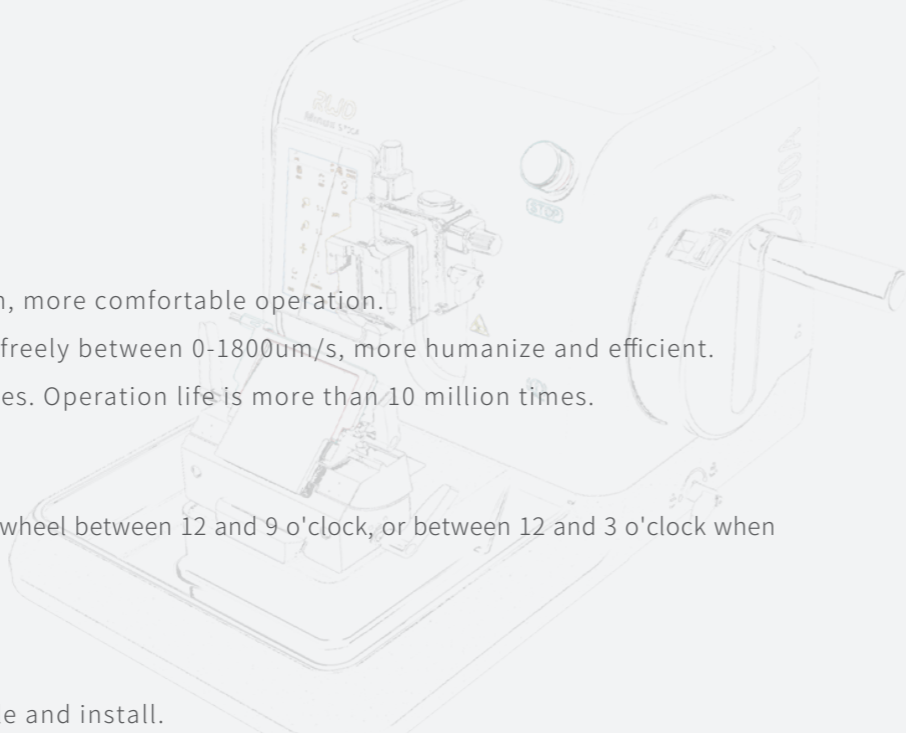 STOP
, more comfortable operation.
freely between 0-1800um/s, more humanize and efficient.
es. Operation life is more than 10 million times.
wheel between 12 and 9 o'clock, or between 12 and 3 o'clock when
e and install.